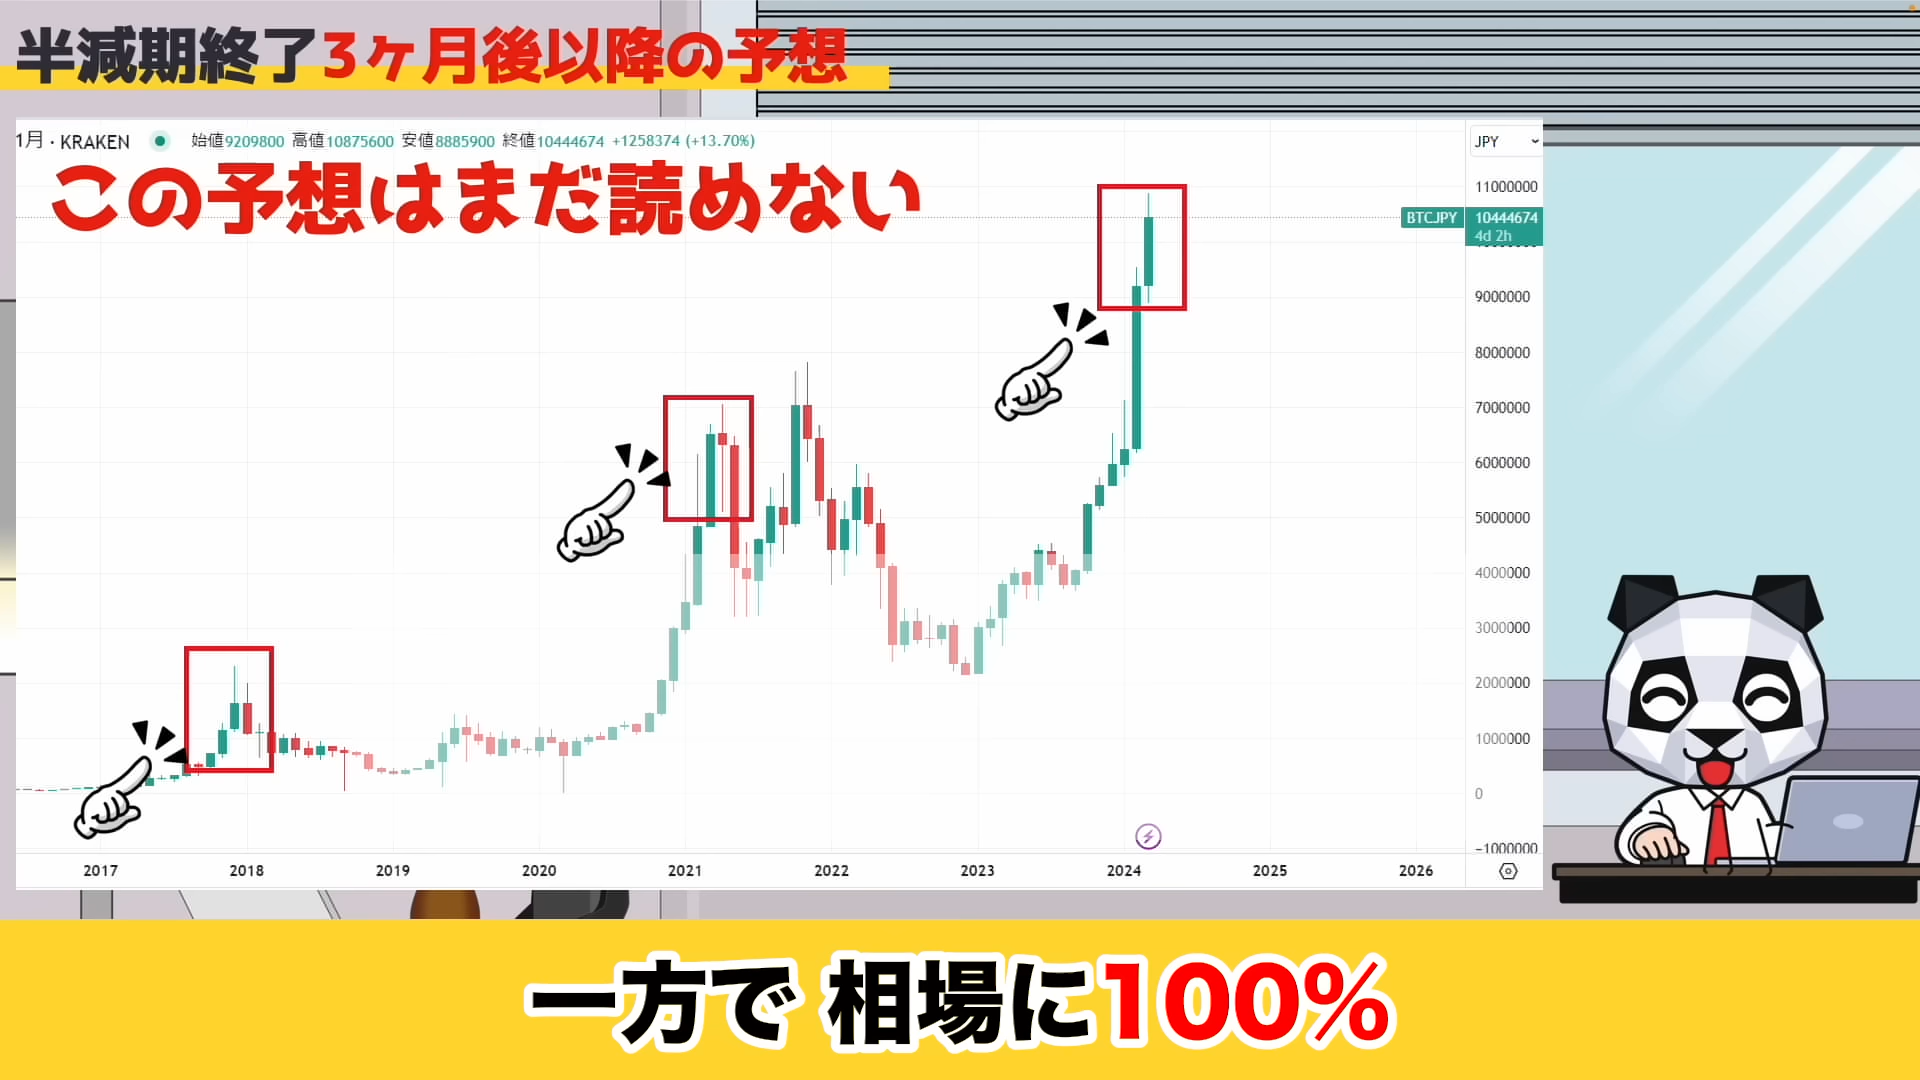 半減期終了3ヶ月後以降の予想
1月・KRAKEN 始値9209800 高値10875600 安値8885900 終値10444674 +1258374 (+13.70%)
JPY
この予想はまだ読めない
11000000
BTCJPY 10444674
4d 2h
9000000
8000000
7000000
6000000
5000000
4000000
3000000
2000000
1000000
0
-1000000
2017 2018 2019 2020 2021 2022 2023 2024 2025 2026
一方で 相場に100%